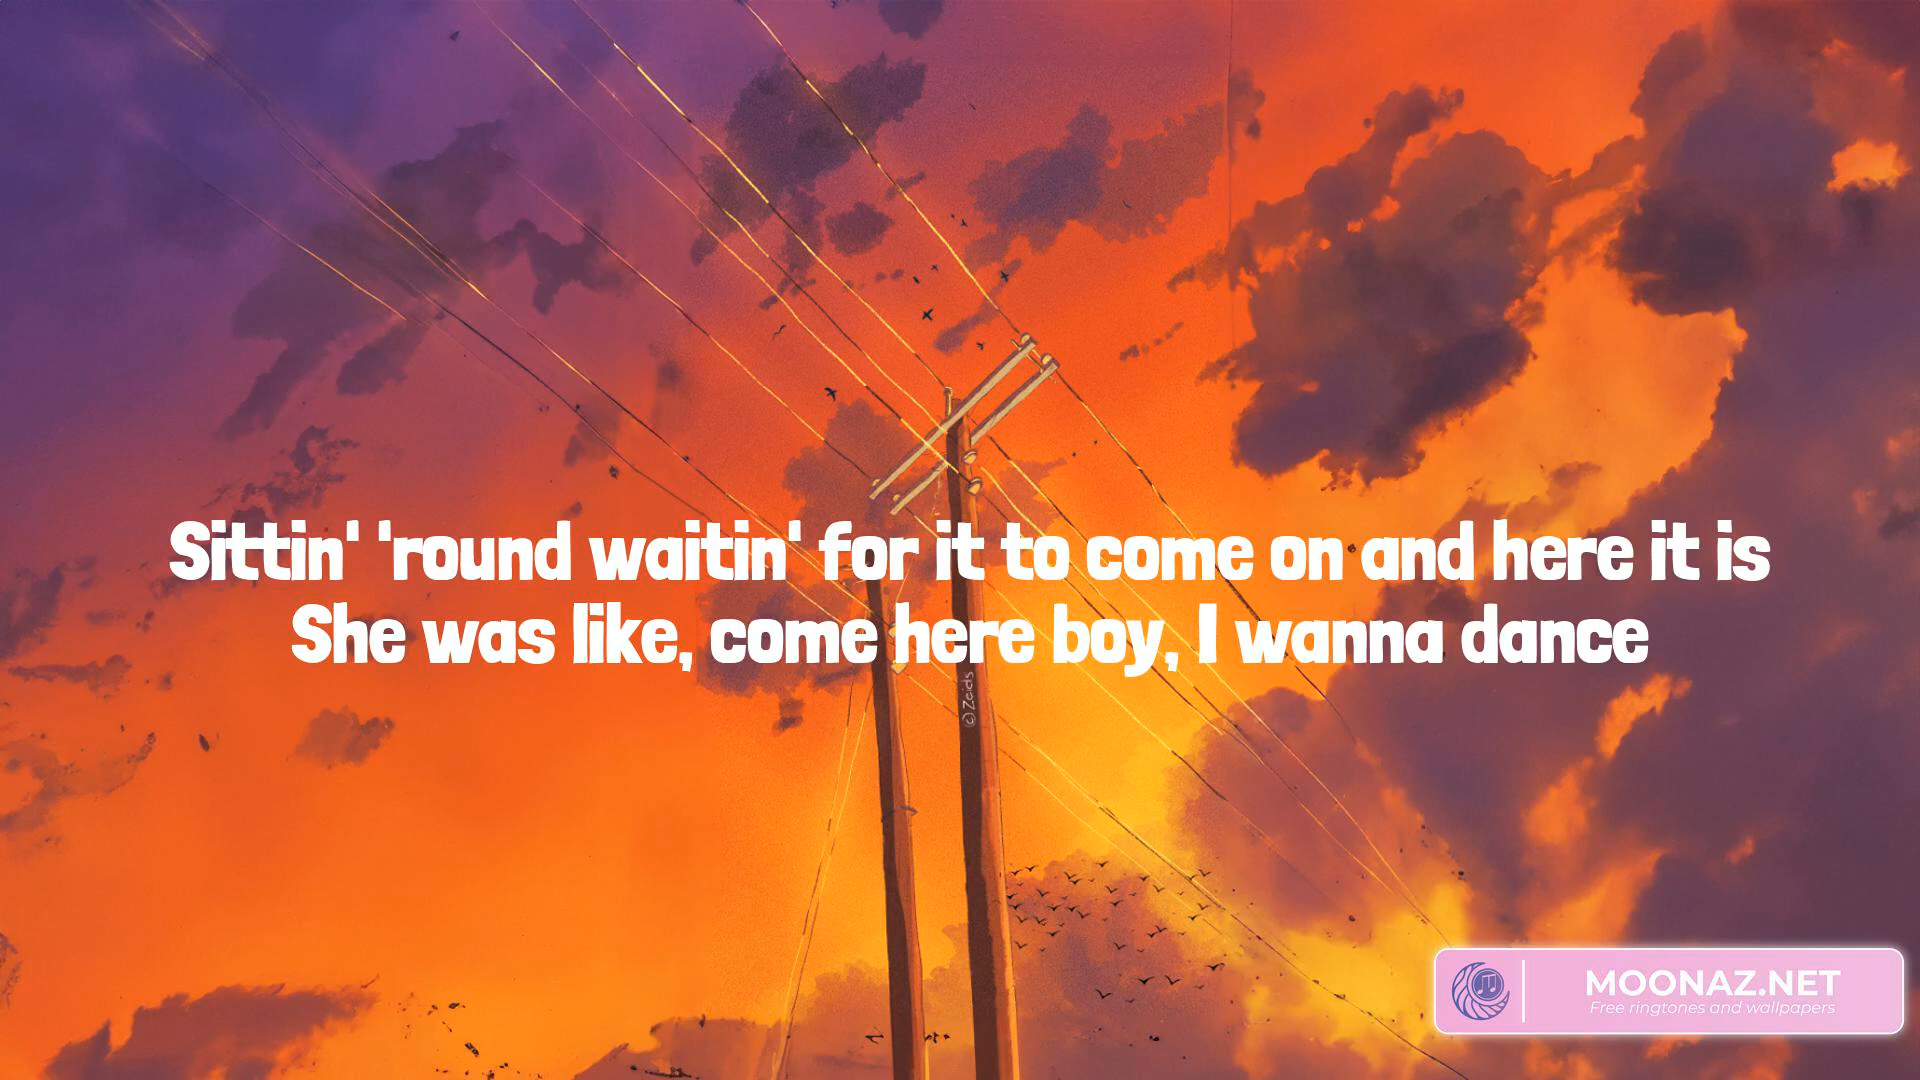 Sittin' 'round waitin' for it to come on and here it is
She was like, come here boy, I wanna dance
© Zaids
MOONAZ.NET
Free ringtones and wallpapers